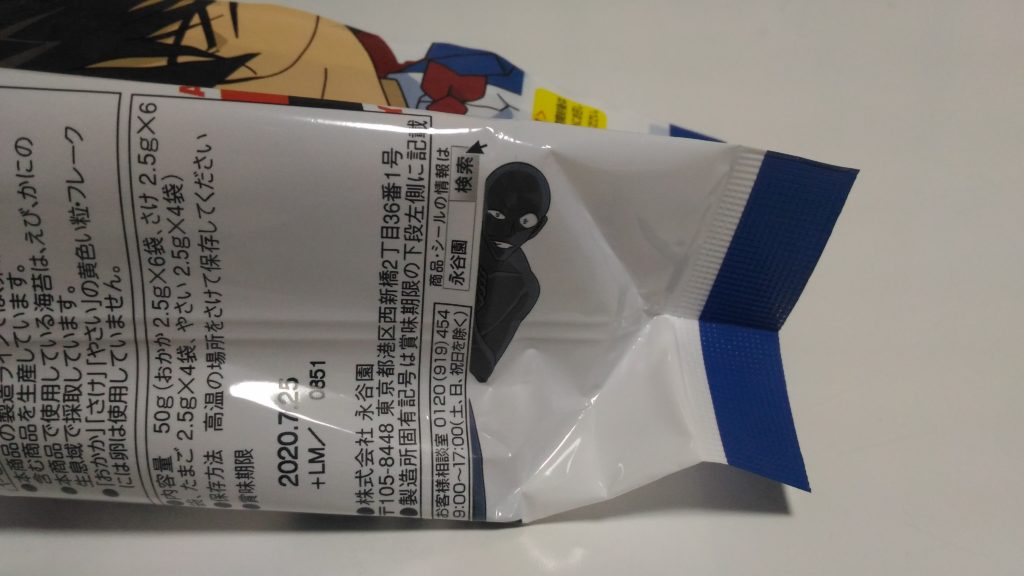 含む商品を生産しています。
●本商品で使用している海苔は、えび、かにの
生息域で採取しています。
●「おかか」「さけ」「やさい」の黄色い粒・フレーク
には卵は使用していません。
●内容量 50g(おかか 2.5g×6袋、さけ 2.5g×6
袋、たまご 2.5g×4袋、やさい 2.5g×4袋)
●保存方法 高温の場所をさけて保存してください
●賞味期限
2020.7.25
+LM/ 0851
●株式会社 永谷園
〒105-8448 東京都港区西新橋2丁目36番1号
●製造所固有記号は賞味期限の下段左側に記載
お客様相談室 0120(919)454
9:00~17:00(土、日、祝日を除く)
商品・シールの情報は
永谷園 検索